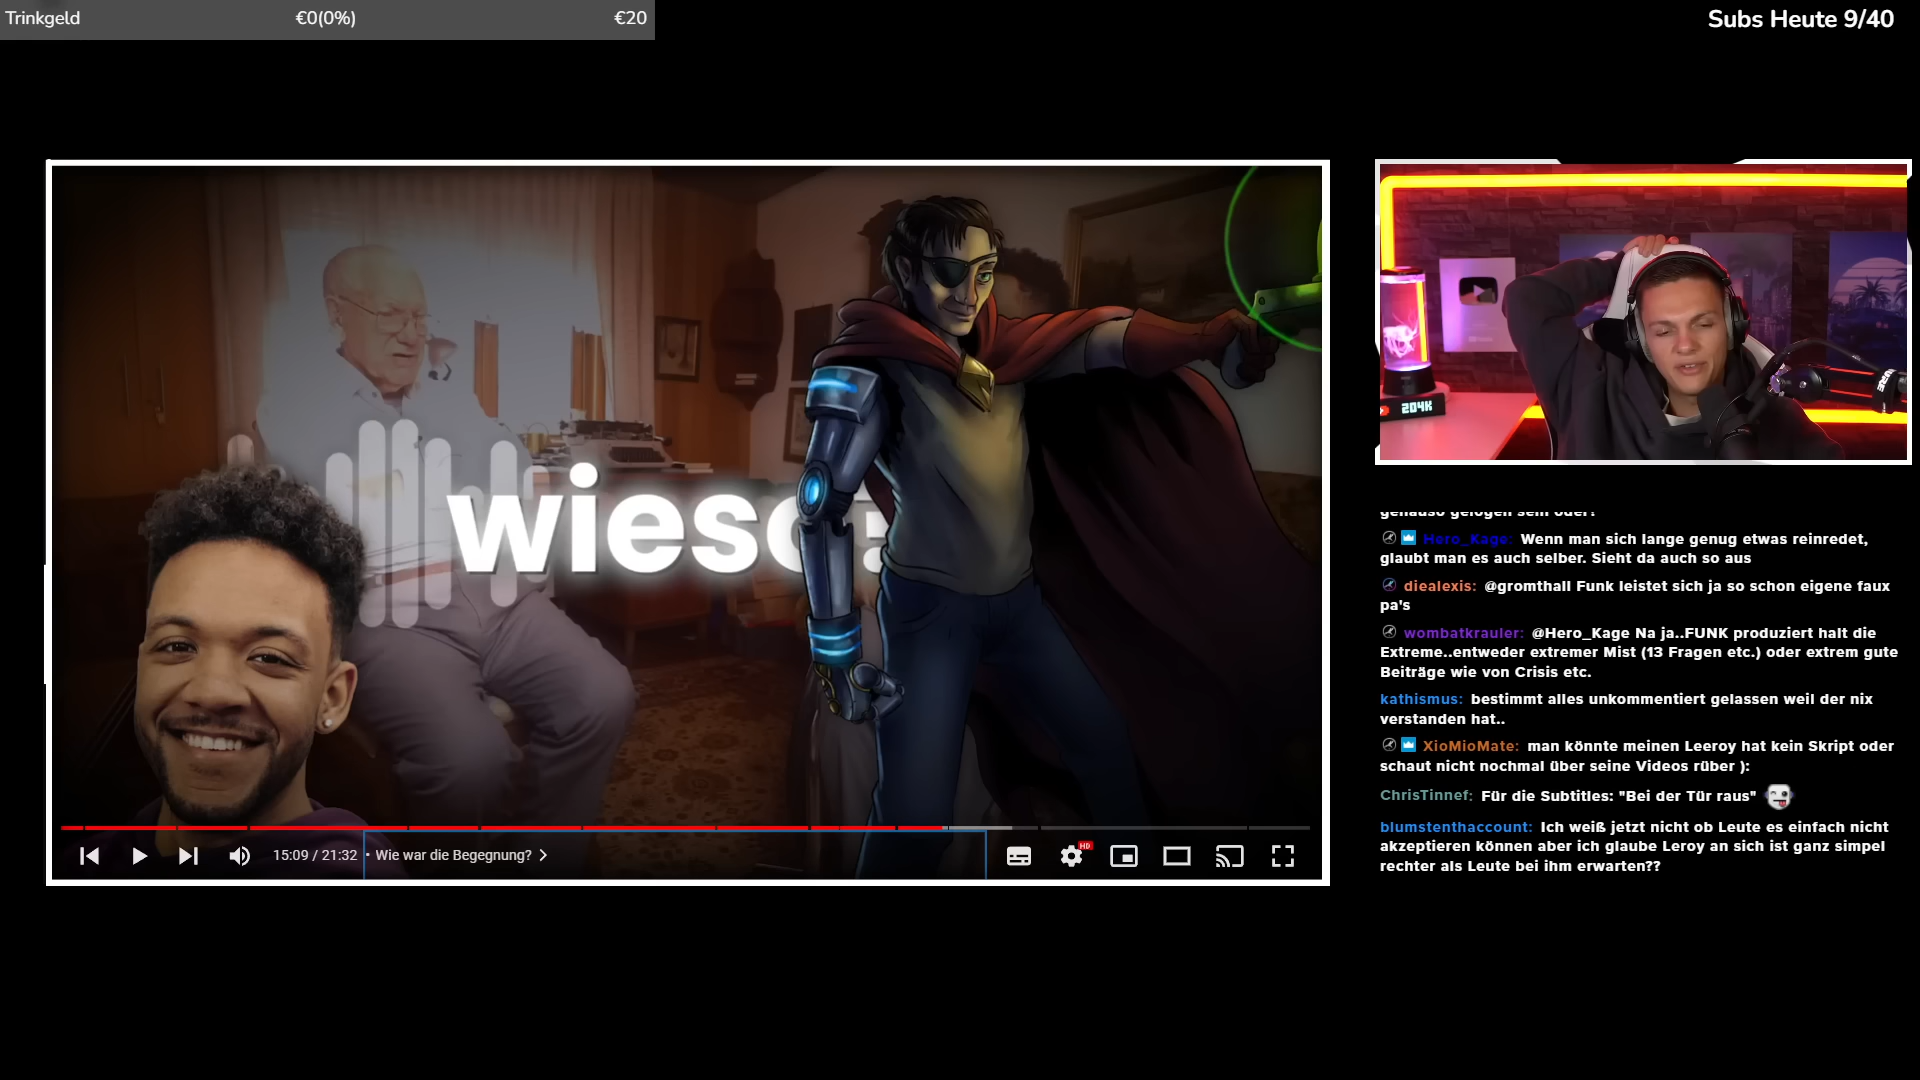 Trinkgeld €0(0%) €20
Subs Heute 9/40
wieso?
204K
15:09 / 21:32 • Wie war die Begegnung?
HD
Hero_Kage: Wenn man sich lange genug etwas reinredet,
glaubt man es auch selber. Sieht da auch so aus
diealexis: @gromthall Funk leistet sich ja so schon eigene faux
pa's
wombatkrauler: @Hero_Kage Na ja..FUNK produziert halt die
Extreme..entweder extremer Mist (13 Fragen etc.) oder extrem gute
Beiträge wie von Crisis etc.
kathismus: bestimmt alles unkommentiert gelassen weil der nix
verstanden hat..
XioMioMate: man könnte meinen Leeroy hat kein Skript oder
schaut nicht nochmal über seine Videos rüber ):
ChrisTinnef: Für die Subtitles: "Bei der Tür raus"
blumstenthaccount: Ich weiß jetzt nicht ob Leute es einfach nicht
akzeptieren können aber ich glaube Leroy an sich ist ganz simpel
rechter als Leute bei ihm erwarten??